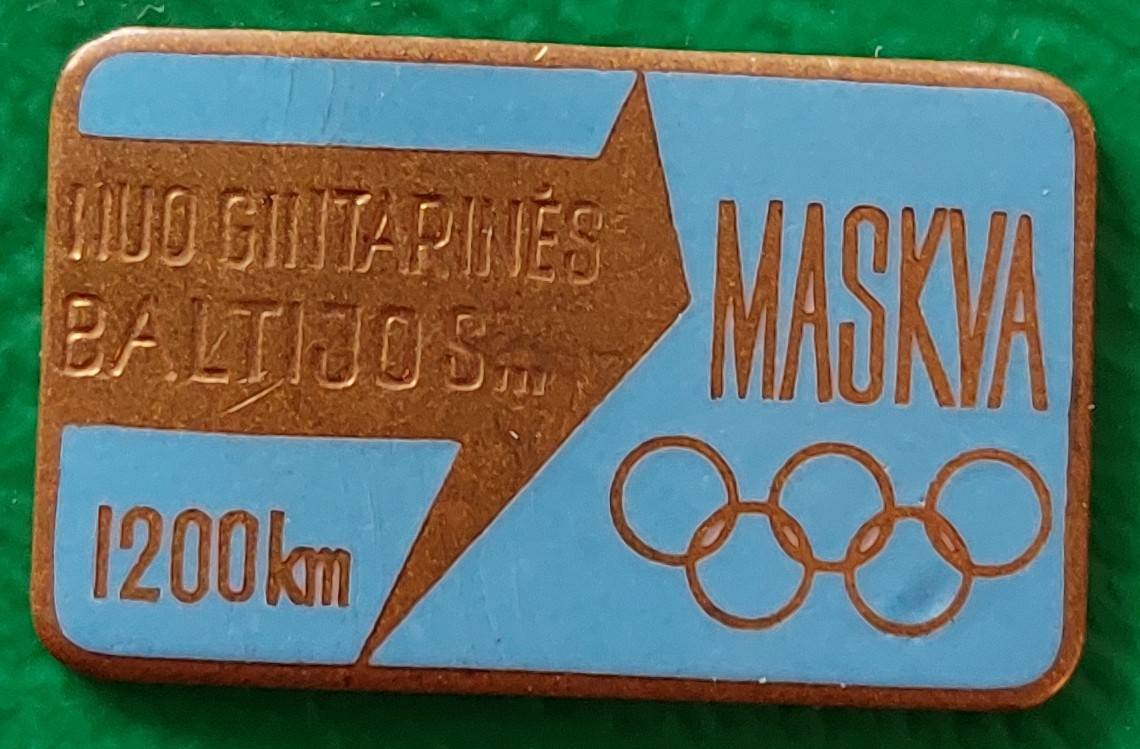 NUO GINTARINĖS
BALTIJOS...
MASKVA
1200km